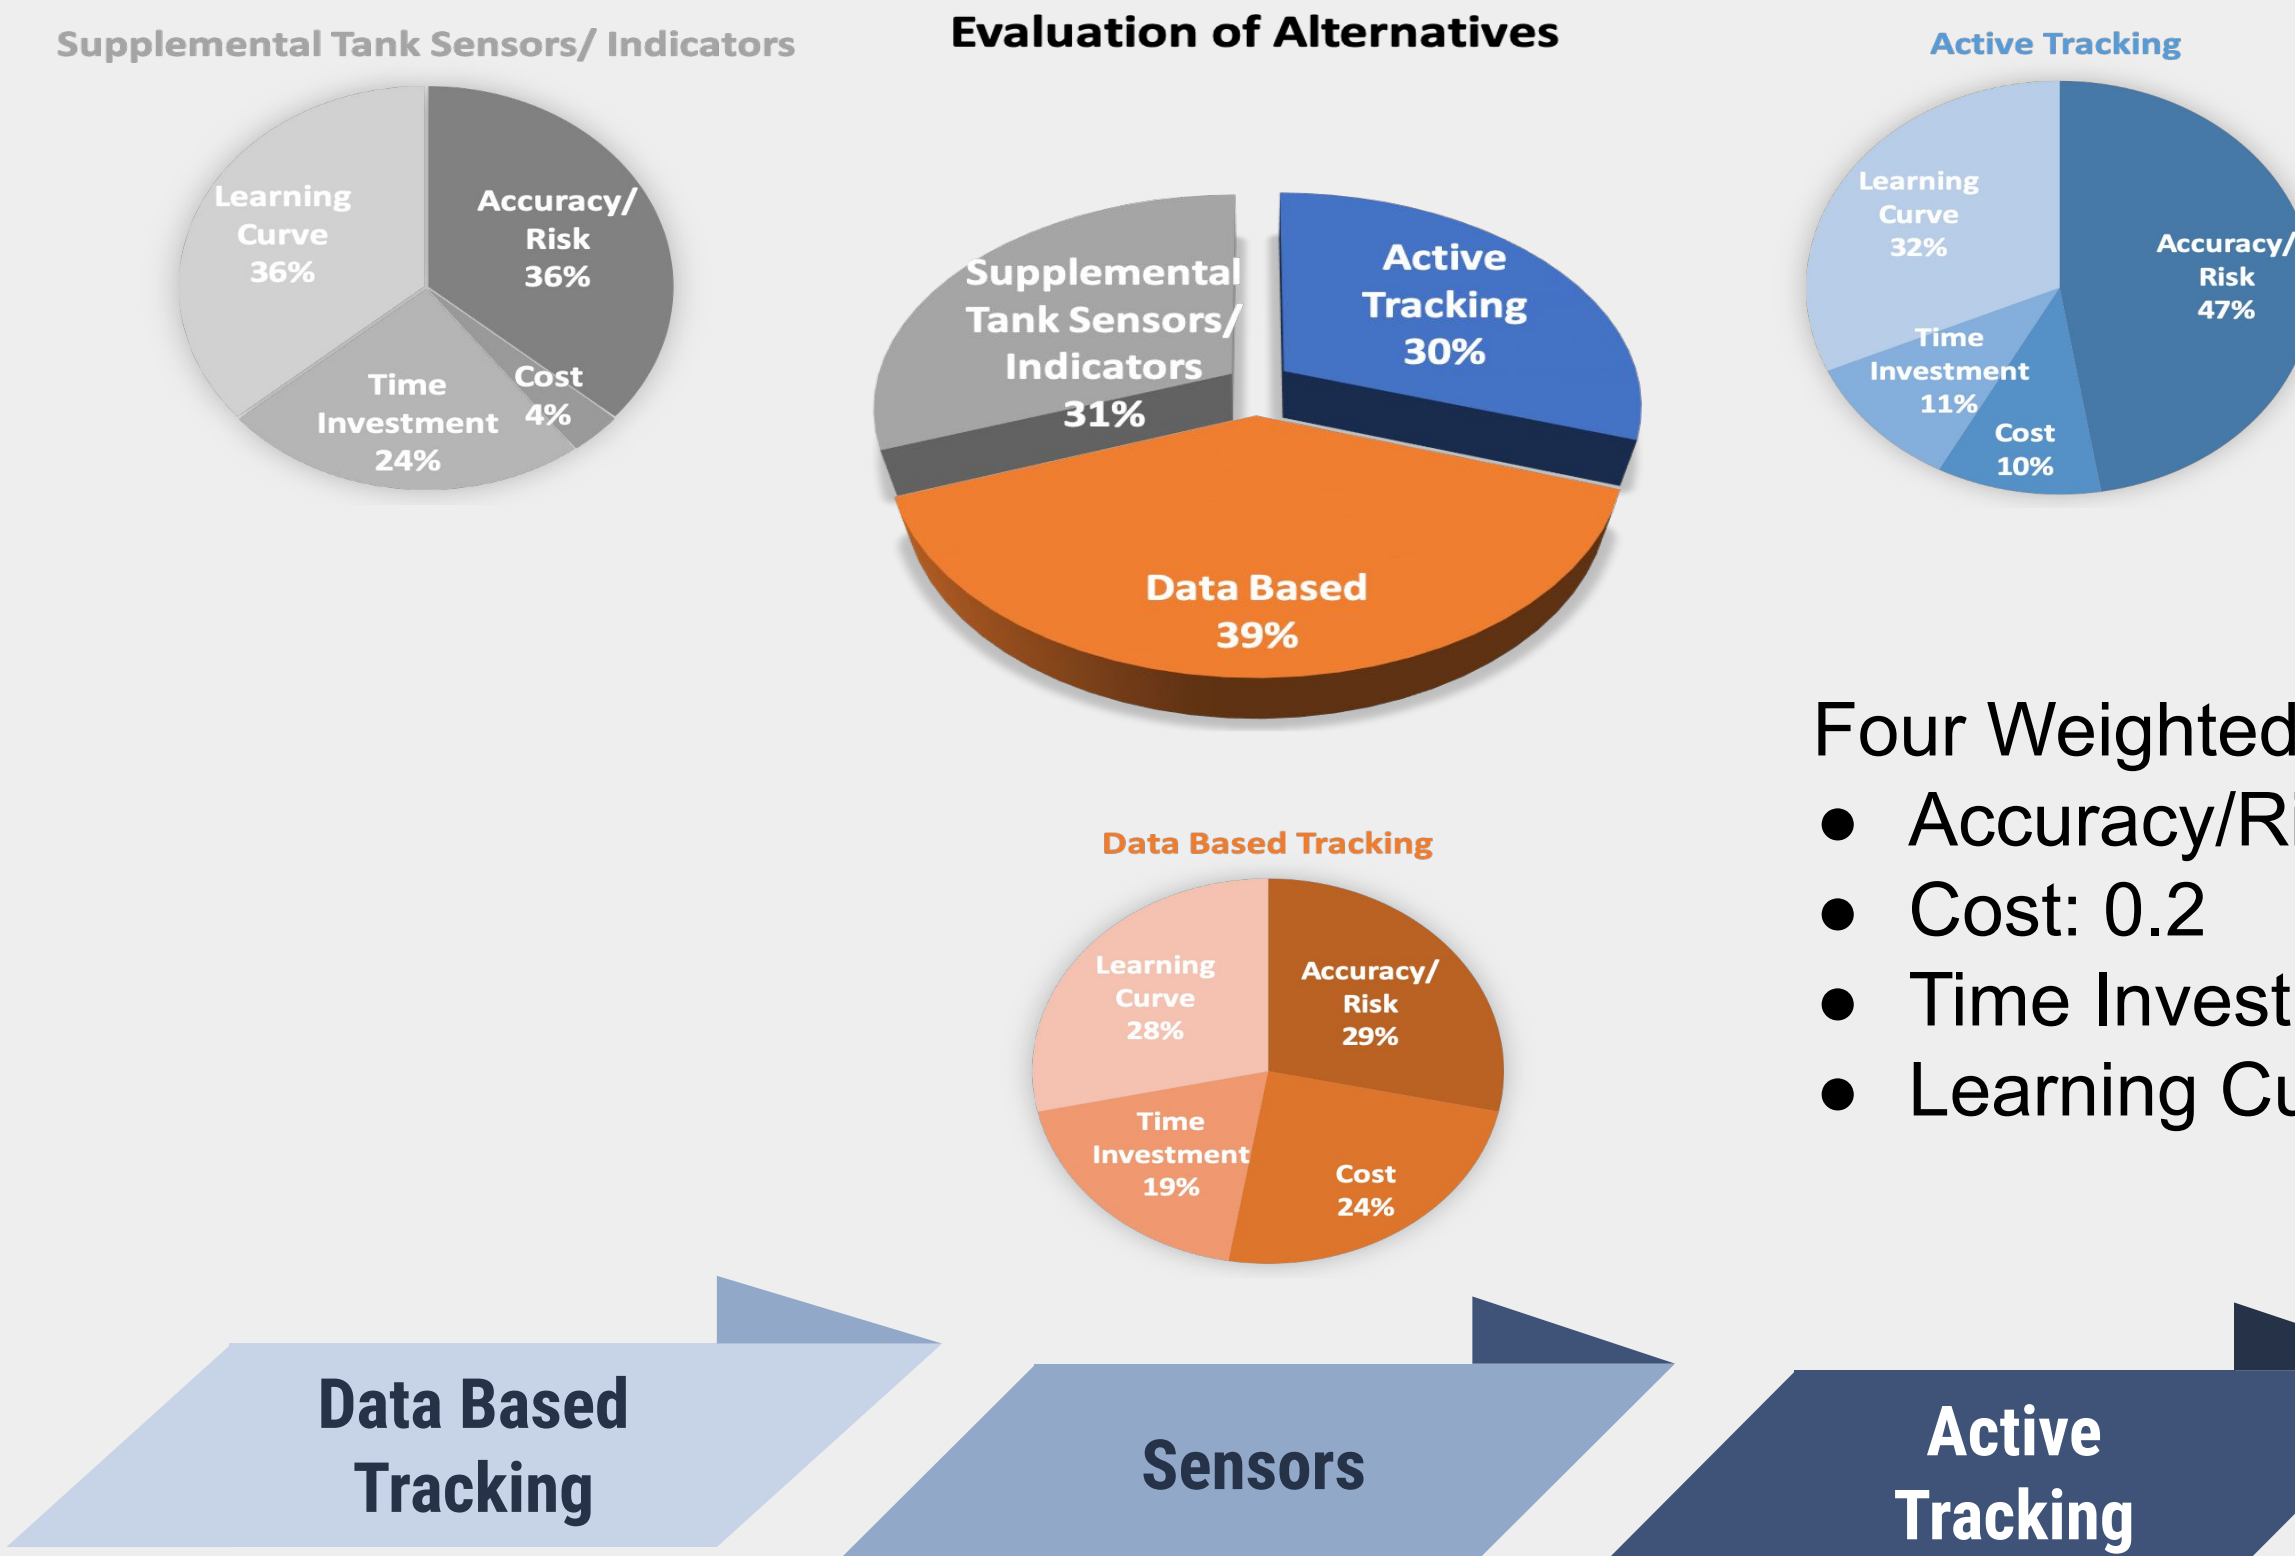 Supplemental Tank Sensors/ Indicators
Learning
Curve
36%
Accuracy/
Risk
36%
Time
Investment
24%
Cost
4%
Evaluation of Alternatives
Supplemental
Tank Sensors/
Indicators
31%
Active
Tracking
30%
Data Based
39%
Active Tracking
Learning
Curve
32%
Accuracy/
Risk
47%
Time
Investment
11%
Cost
10%
Four Weighted
● Accuracy/Ri
● Cost: 0.2
● Time Invest
● Learning Cu
Data Based Tracking
Learning
Curve
28%
Accuracy/
Risk
29%
Time
Investment
19%
Cost
24%
Data Based
Tracking
Sensors
Active
Tracking